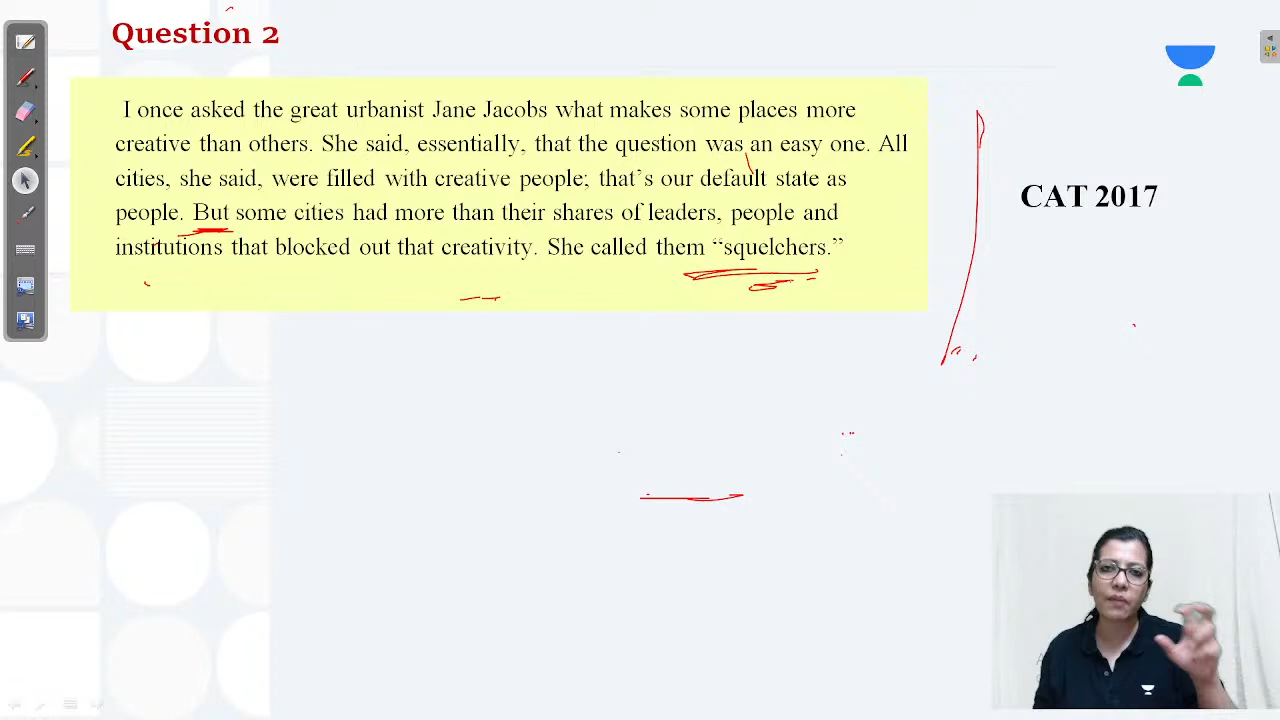 Question 2
I once asked the great urbanist Jane Jacobs what makes some places more
creative than others. She said, essentially, that the question was an easy one. All
cities, she said, were filled with creative people; that’s our default state as
people. But some cities had more than their shares of leaders, people and
institutions that blocked out that creativity. She called them “squelchers.”
CAT 2017